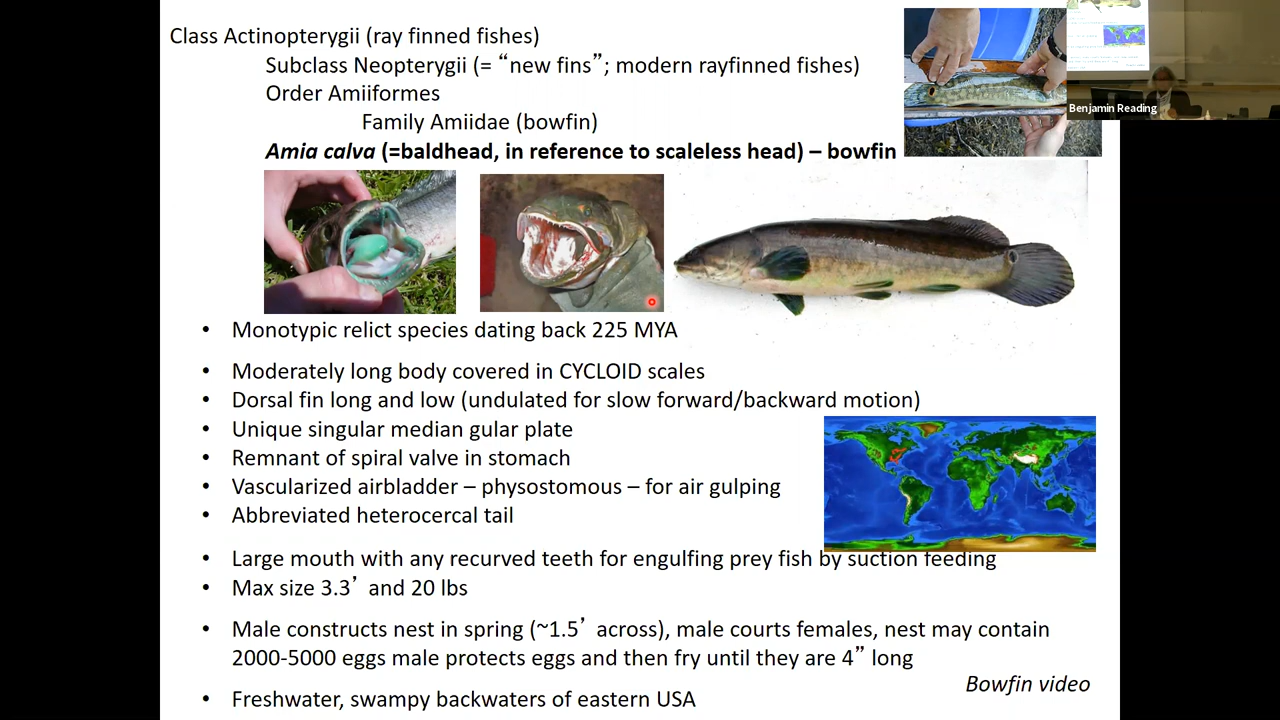 Class Actinopterygii (ray finned fishes)
Subclass Neopterygii (= “new fins”; modern rayfinned fishes)
Order Amiiformes
Family Amiidae (bowfin)
Amia calva (=baldhead, in reference to scaleless head) – bowfin
Benjamin Reading
• Monotypic relict species dating back 225 MYA
• Moderately long body covered in CYCLOID scales
• Dorsal fin long and low (undulated for slow forward/backward motion)
• Unique singular median gular plate
• Remnant of spiral valve in stomach
• Vascularized airbladder – physostomous – for air gulping
• Abbreviated heterocercal tail
• Large mouth with any recurved teeth for engulfing prey fish by suction feeding
• Max size 3.3’ and 20 lbs
• Male constructs nest in spring (~1.5’ across), male courts females, nest may contain
2000-5000 eggs male protects eggs and then fry until they are 4” long
Bowfin video
• Freshwater, swampy backwaters of eastern USA